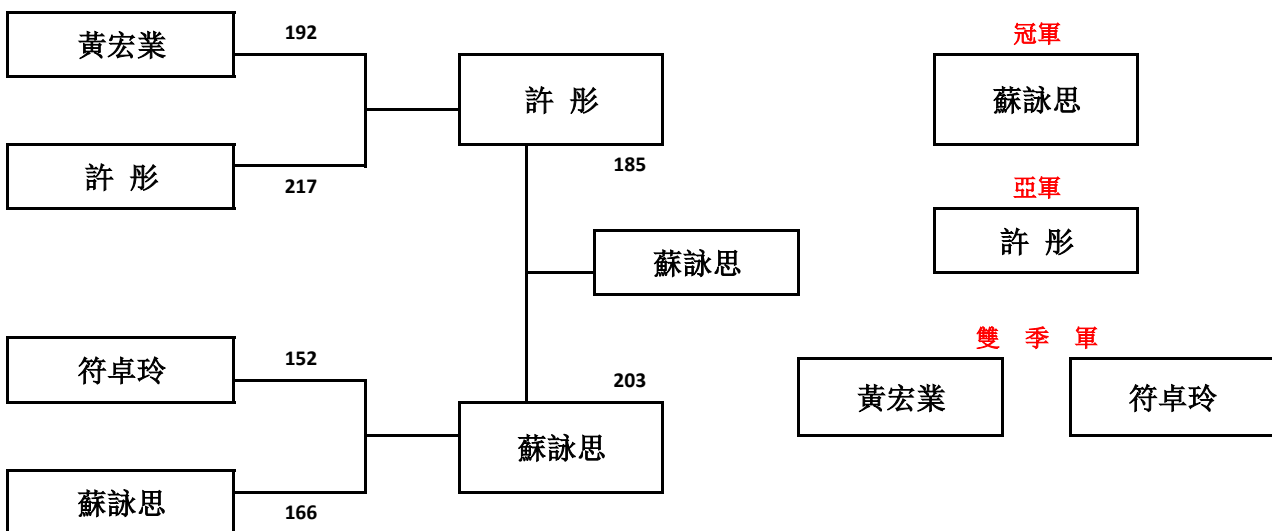 黃宏業
192
許 彤
217
許 彤
185
蘇詠思
符卓玲
152
蘇詠思
166
203
蘇詠思
冠軍
蘇詠思
亞軍
許 彤
雙 季 軍
黃宏業
符卓玲